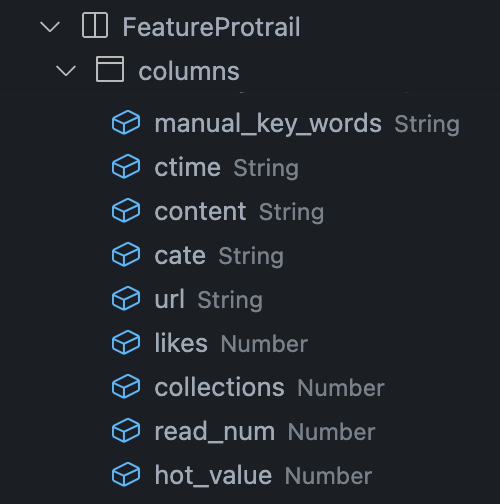 FeatureProtrail
columns
manual_key_words String
ctime String
content String
cate String
url String
likes Number
collections Number
read_num Number
hot_value Number